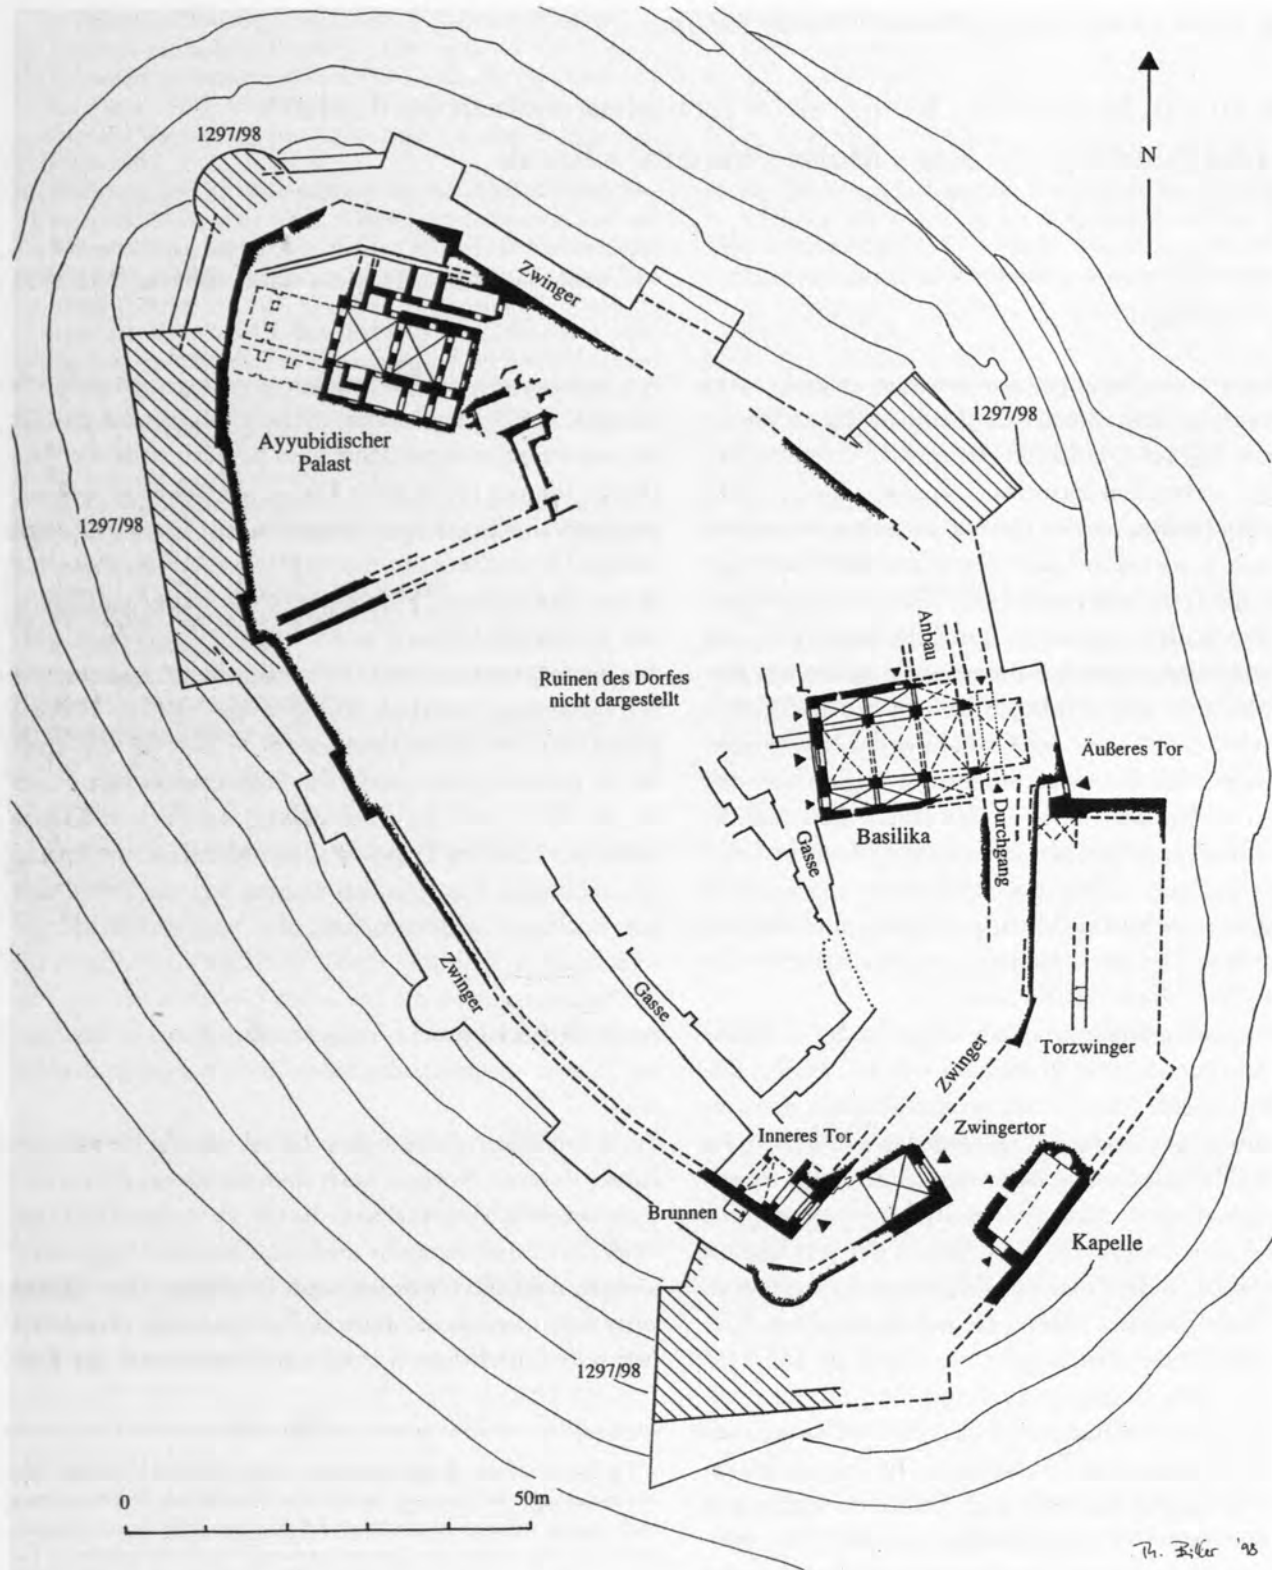 1297/98
N
Zwinger
1297/98
Ayyubidischer
Palast
1297/98
Anbau
Ruinen des Dorfes
nicht dargestellt
Äußeres Tor
Durchgang
Basilika
Gasse
Zwinger
Gasse
Zwinger
Torzwinger
Inneres Tor
Zwingertor
Brunnen
Kapelle
1297/98
0
50m
Th. Biller '98